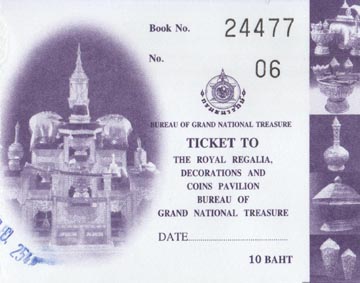 Book No. 24477
No. 06
BUREAU OF GRAND NATIONAL TREASURE
TICKET TO
THE ROYAL REGALIA,
DECORATIONS AND
COINS PAVILION
BUREAU OF
GRAND NATIONAL TREASURE
DATE
10 BAHT